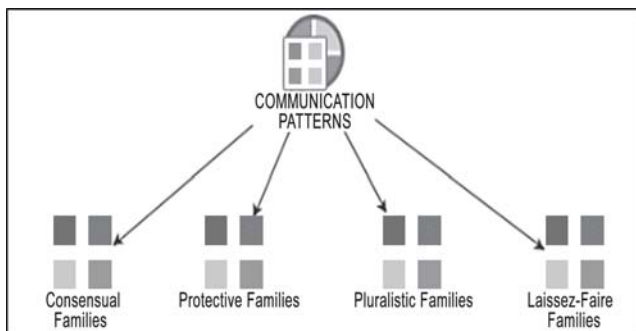 COMMUNICATION
PATTERNS
Consensual
Families
Protective Families
Pluralistic Families
Laissez-Faire
Families